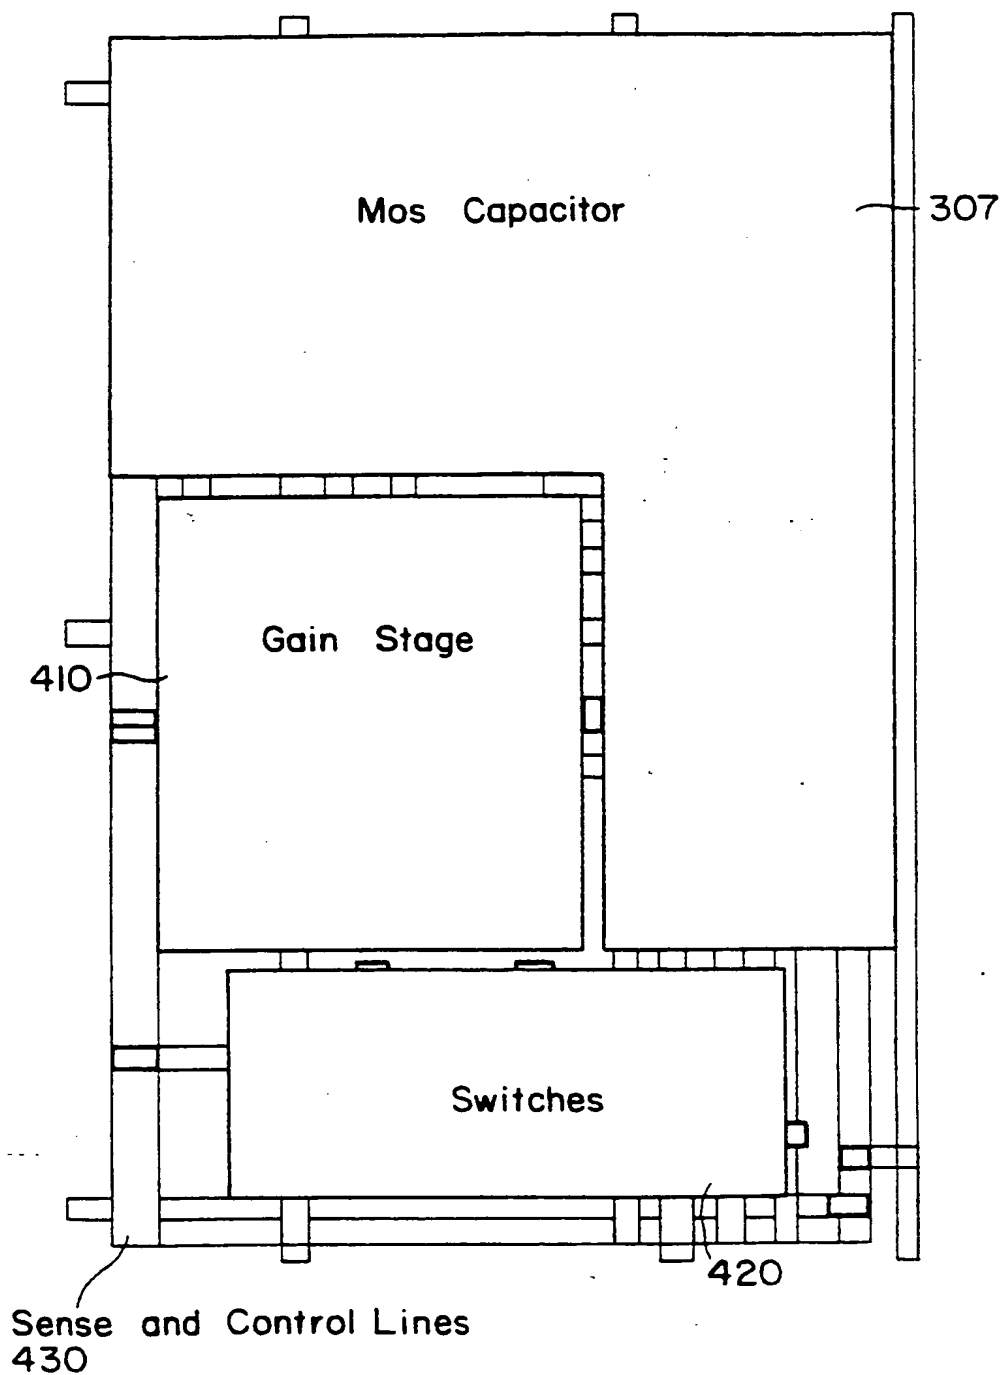 Mos Capacitor
307
Gain Stage
410
Switches
420
Sense and Control Lines
430